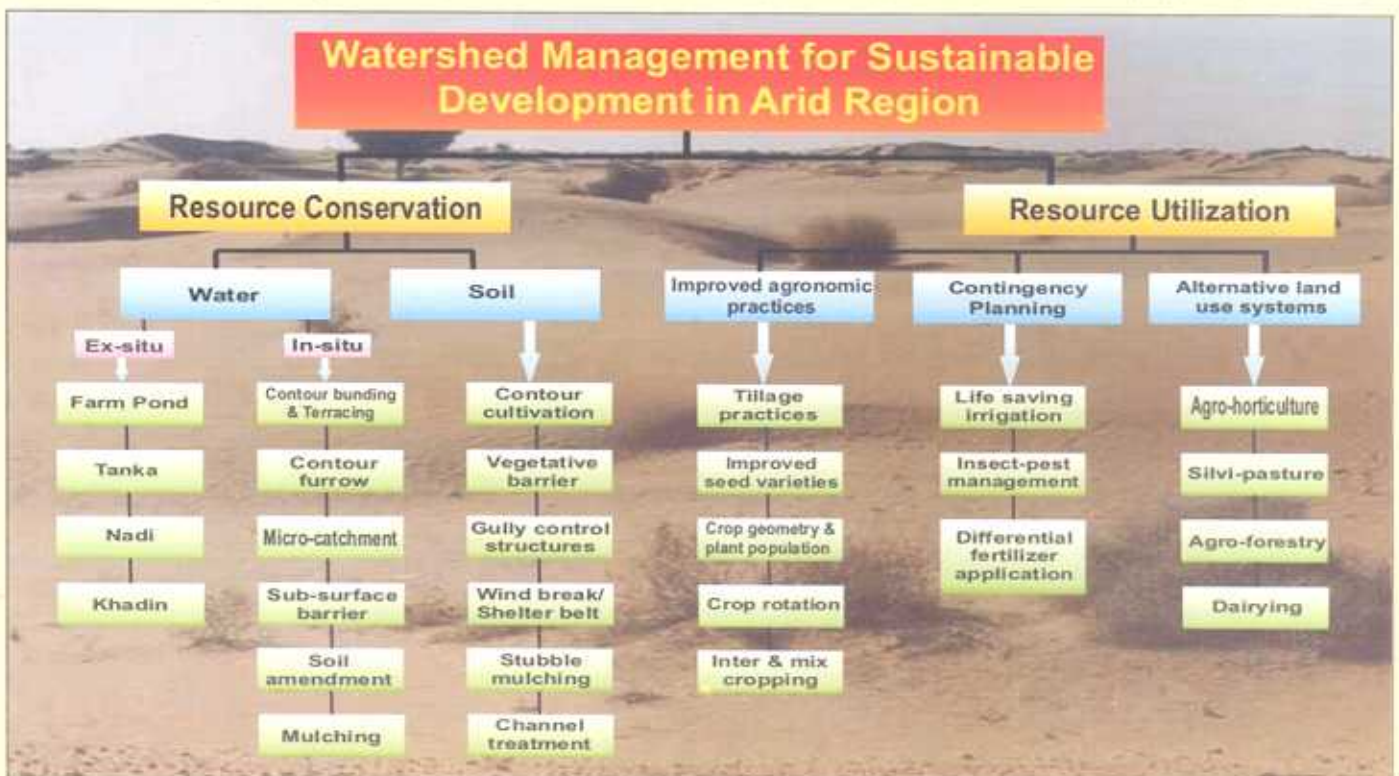 Watershed Management for Sustainable
Development in Arid Region
Resource Conservation
Resource Utilization
Water
Soil
Improved agronomic
practices
Contingency
Planning
Alternative land
use systems
Ex-situ
In-situ
Farm Pond
Tanka
Nadi
Khadin
Contour bunding
& Terracing
Contour
furrow
Micro-catchment
Sub-surface
barrier
Soil
amendment
Mulching
Contour
cultivation
Vegetative
barrier
Gully control
structures
Wind break/
Shelter belt
Stubble
mulching
Channel
treatment
Tillage
practices
Improved
seed varieties
Crop geometry &
plant population
Crop rotation
Inter & mix
cropping
Life saving
irrigation
Insect-pest
management
Differential
fertilizer
application
Agro-horticulture
Silvi-pasture
Agro-forestry
Dairying